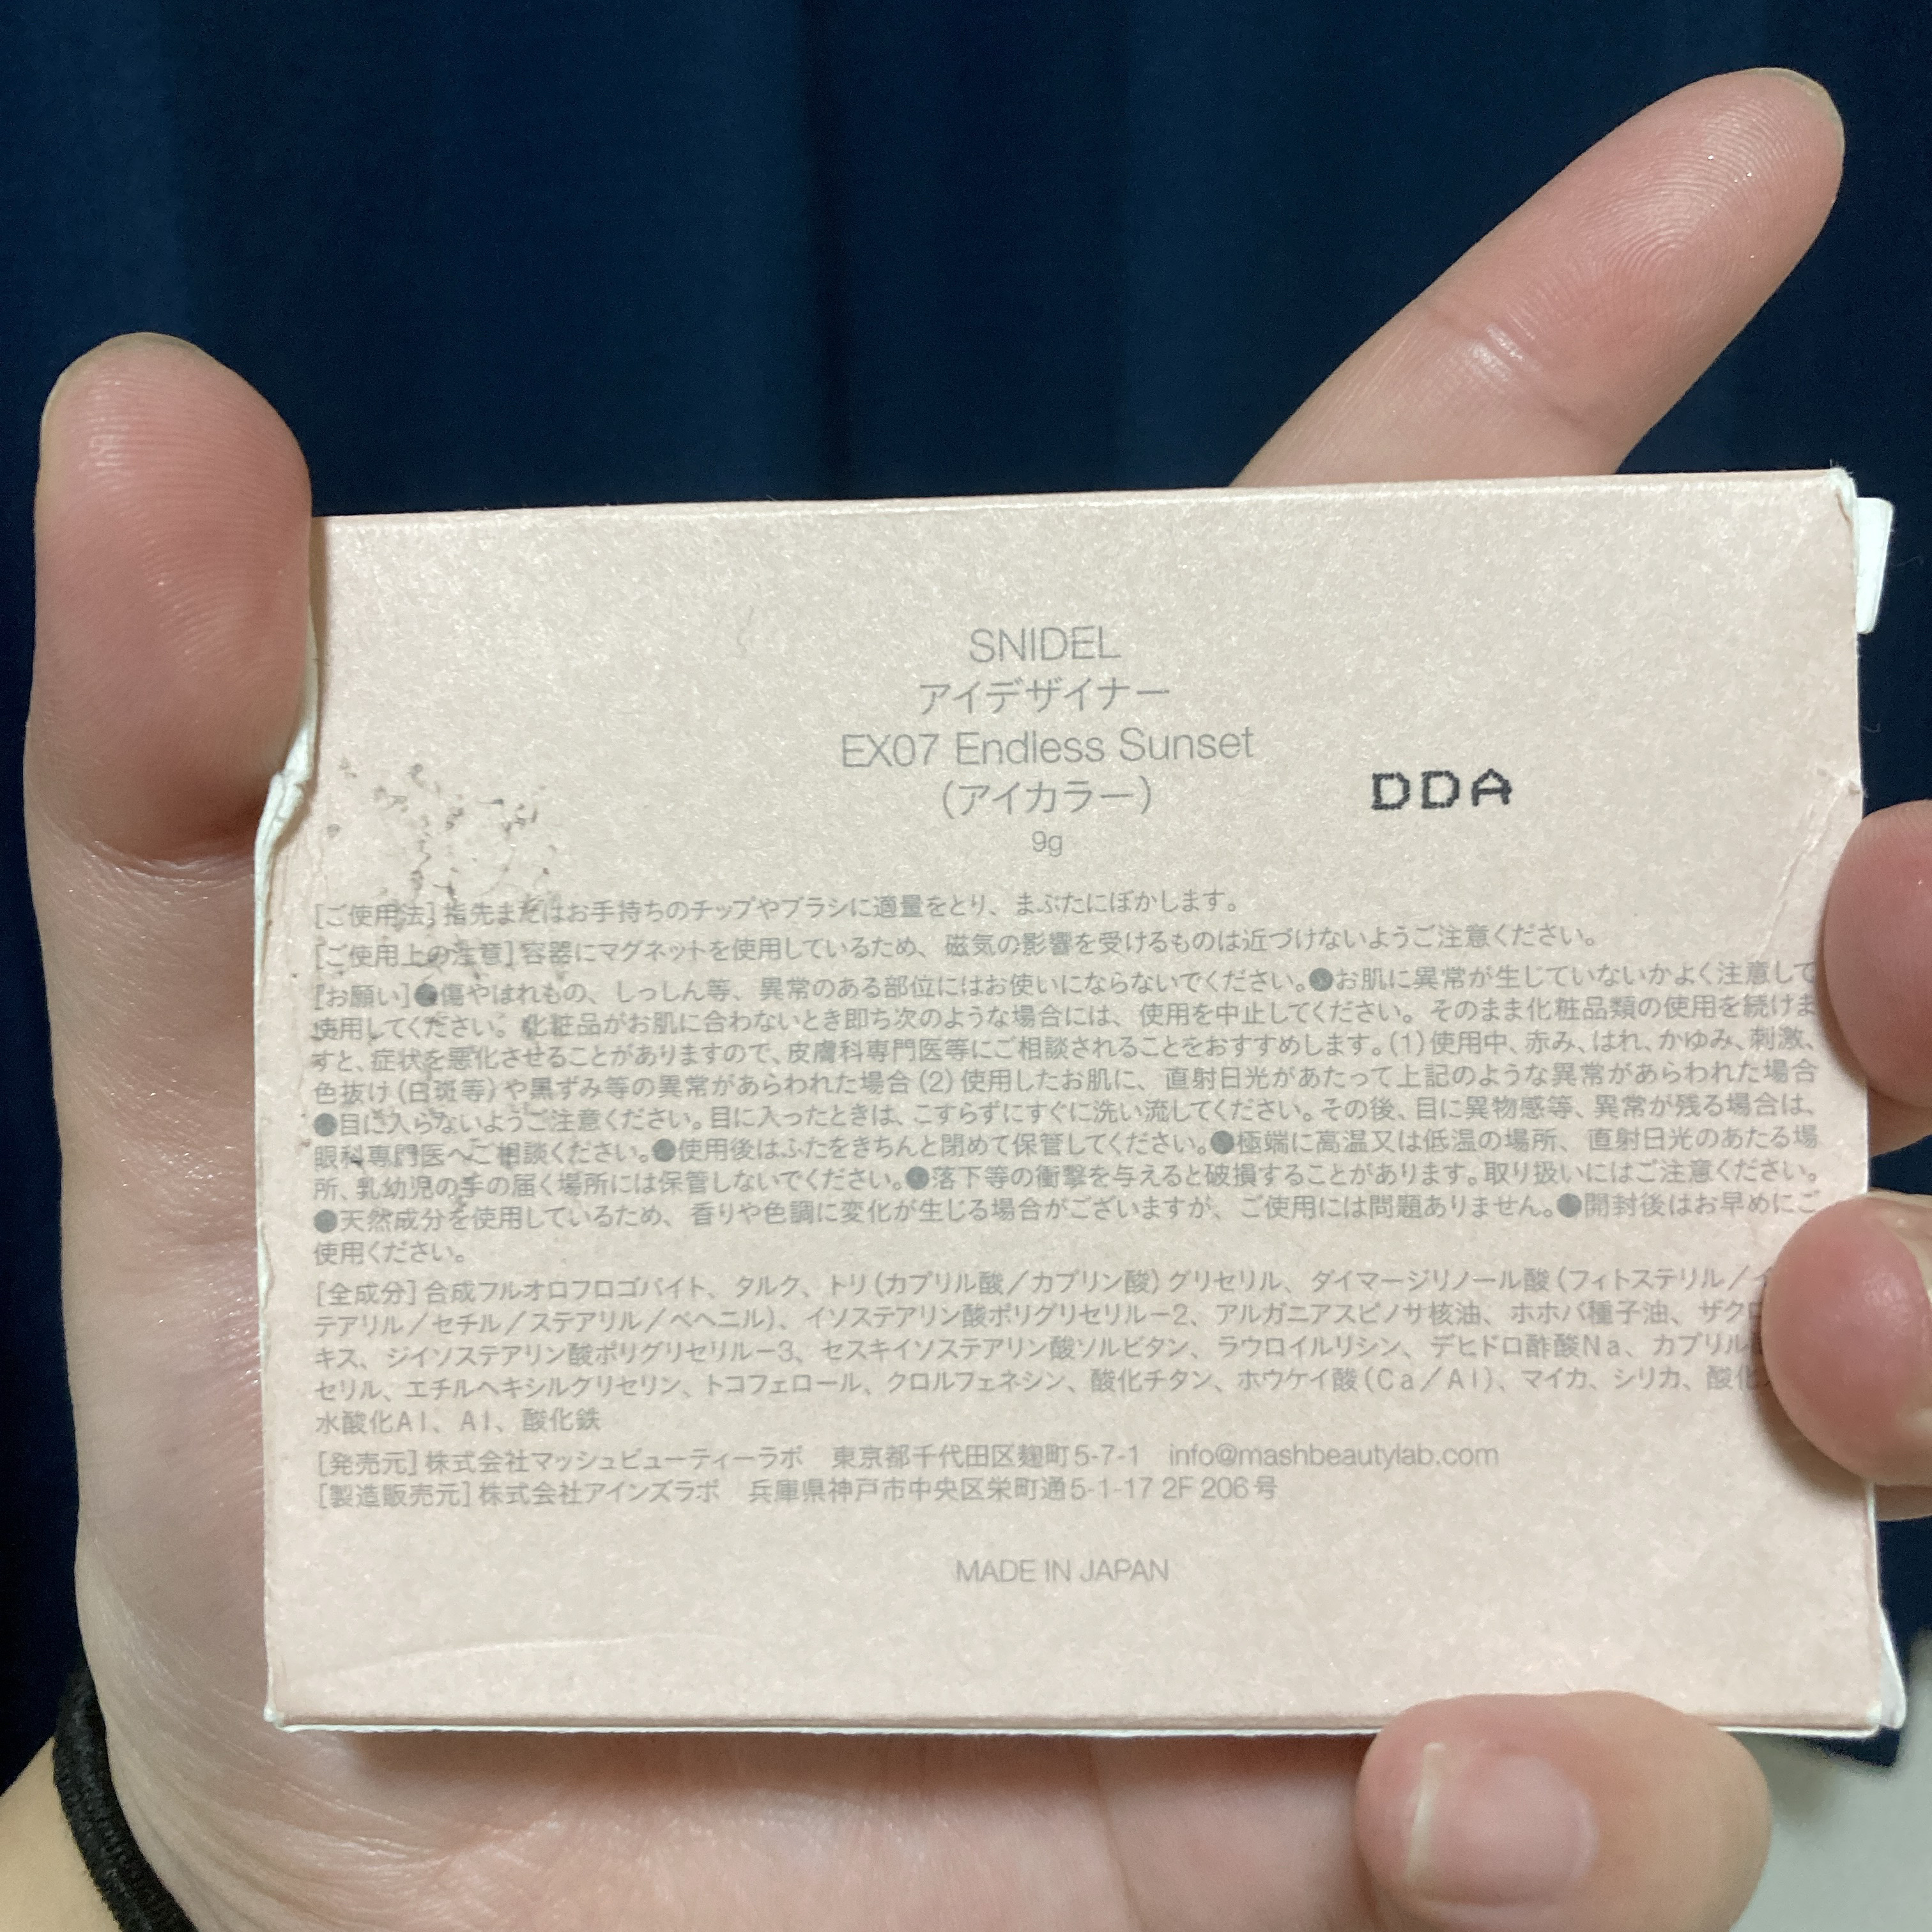 SNIDEL
アイデザイナー
EX07 Endless Sunset
(アイカラー)
DDA
9g
[ご使用法]指先またはお手持ちのチップやブラシに適量をとり、まぶたにぼかします。
[ご使用上の注意]容器にマグネットを使用しているため、磁気の影響を受けるものは近づけないようご注意ください。
[お願い]●傷やはれもの、しっしん等、異常のある部位にはお使いにならないでください。●お肌に異常が生じていないかよく注意して
使用してください。化粧品がお肌に合わないとき即ち次のような場合には、使用を中止してください。そのまま化粧品類の使用を続けま
すと、症状を悪化させることがありますので、皮膚科専門医等にご相談されることをおすすめします。(1)使用中、赤み、はれ、かゆみ、刺激、
色抜け(白斑等)や黒ずみ等の異常があらわれた場合(2)使用したお肌に、直射日光があたって上記のような異常があらわれた場合
●目に入らないようご注意ください。目に入ったときは、こすらずにすぐに洗い流してください。その後、目に異物感等、異常が残る場合は、
眼科専門医へご相談ください。●使用後はふたをきちんと閉めて保管してください。●極端に高温又は低温の場所、直射日光のあたる場
所、乳幼児の手の届く場所には保管しないでください。●落下等の衝撃を与えると破損することがあります。取り扱いにはご注意ください。
●天然成分を使用しているため、香りや色調に変化が生じる場合がございますが、ご使用には問題ありません。●開封後はお早めにご
使用ください。
[全成分]合成フルオロフロゴパイト、タルク、トリ(カプリル酸/カプリン酸)グリセリル、ダイマージリノール酸(フィトステリル/
テアリル/セチル/ステアリル/ベヘニル)、イソステアリン酸ポリグリセリル-2、アルガニアスピノサ核油、ホホバ種子油、ザク
キス、ジイソステアリン酸ポリグリセリル-3、セスキイソステアリン酸ソルビタン、ラウロイルリシン、デヒドロ酢酸Na、カプリル
セリル、エチルヘキシルグリセリン、トコフェロール、クロルフェネシン、酸化チタン、ホウケイ酸(Ca/Al)、マイカ、シリカ、酸化
水酸化Al、Al、酸化鉄
[発売元]株式会社マッシュビューティーラボ 東京都千代田区麹町5-7-1 info@mashbeautylab.com
[製造販売元]株式会社アインズラボ 兵庫県神戸市中央区栄町通5-1-17 2F 206号
MADE IN JAPAN